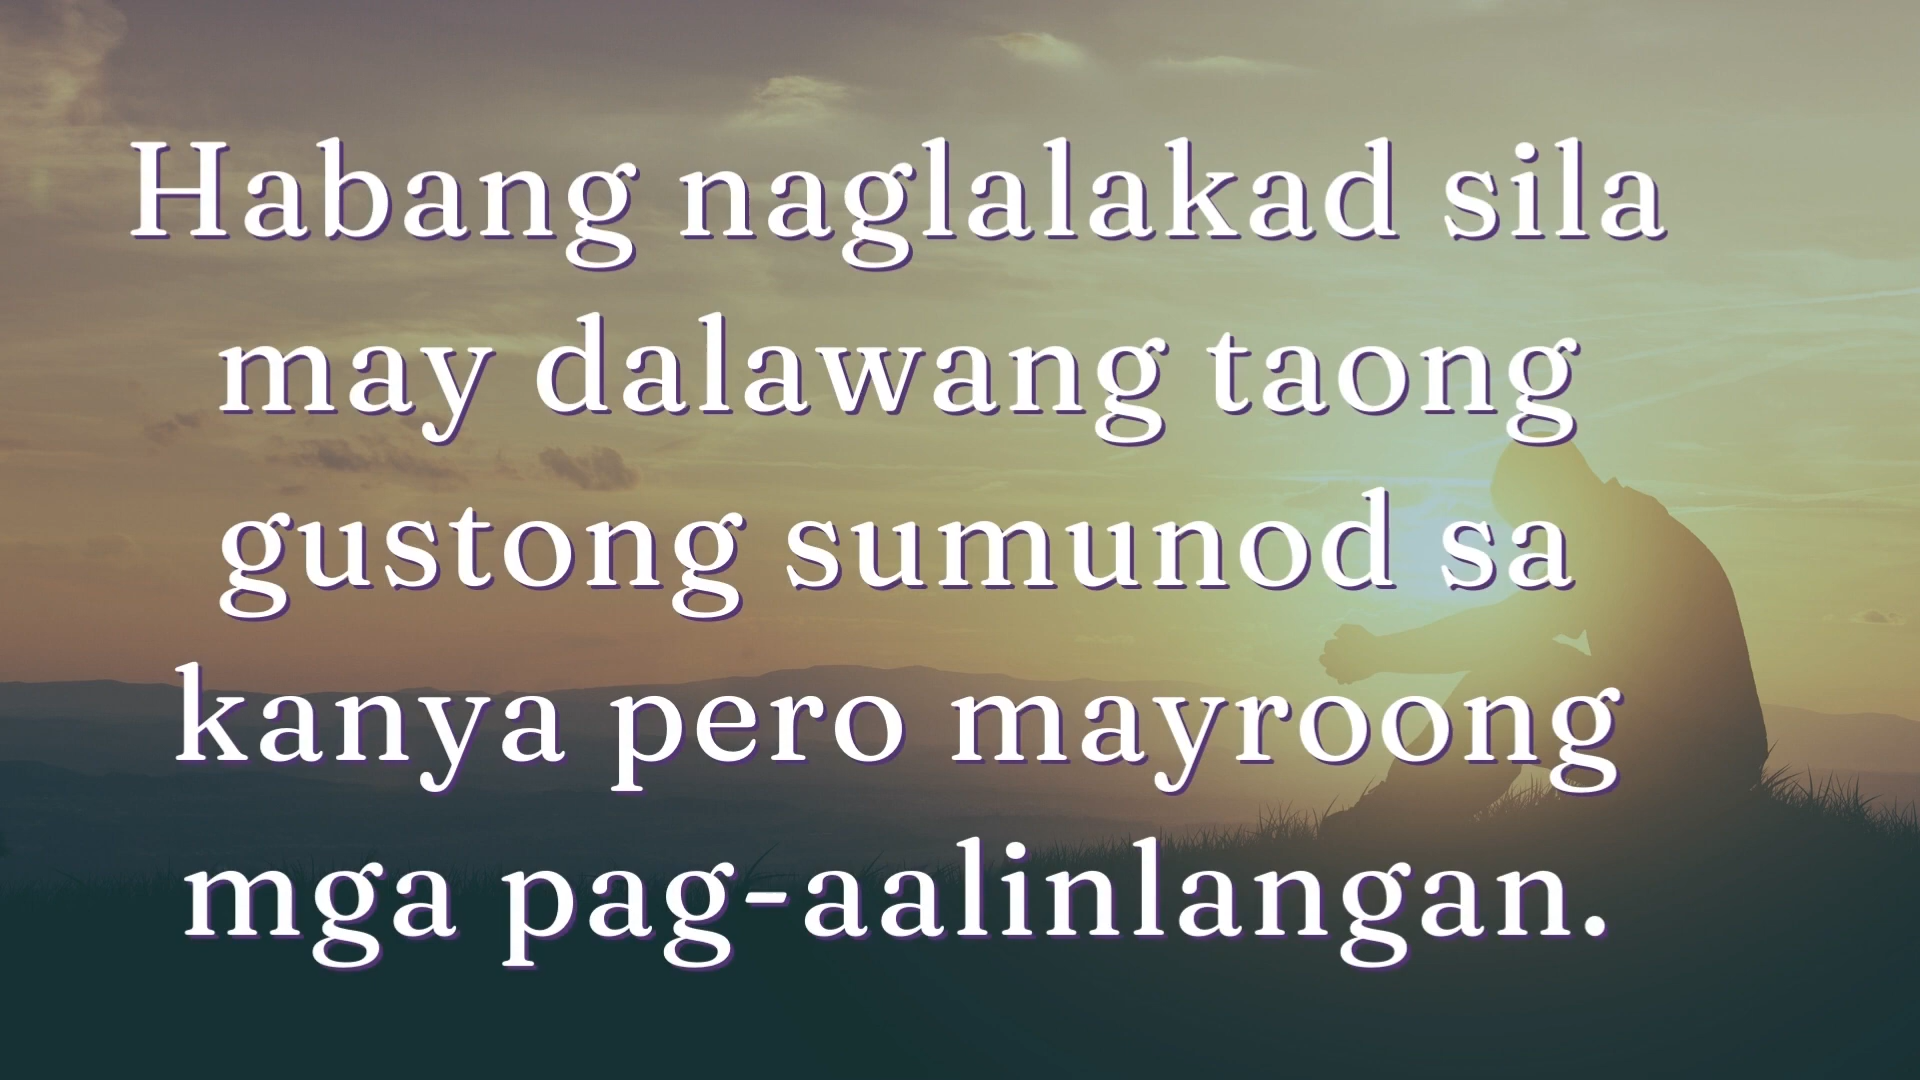 Habang naglalakad sila
may dalawang taong
gustong sumunod sa
kanya pero mayroong
mga pag-aalinlangan.